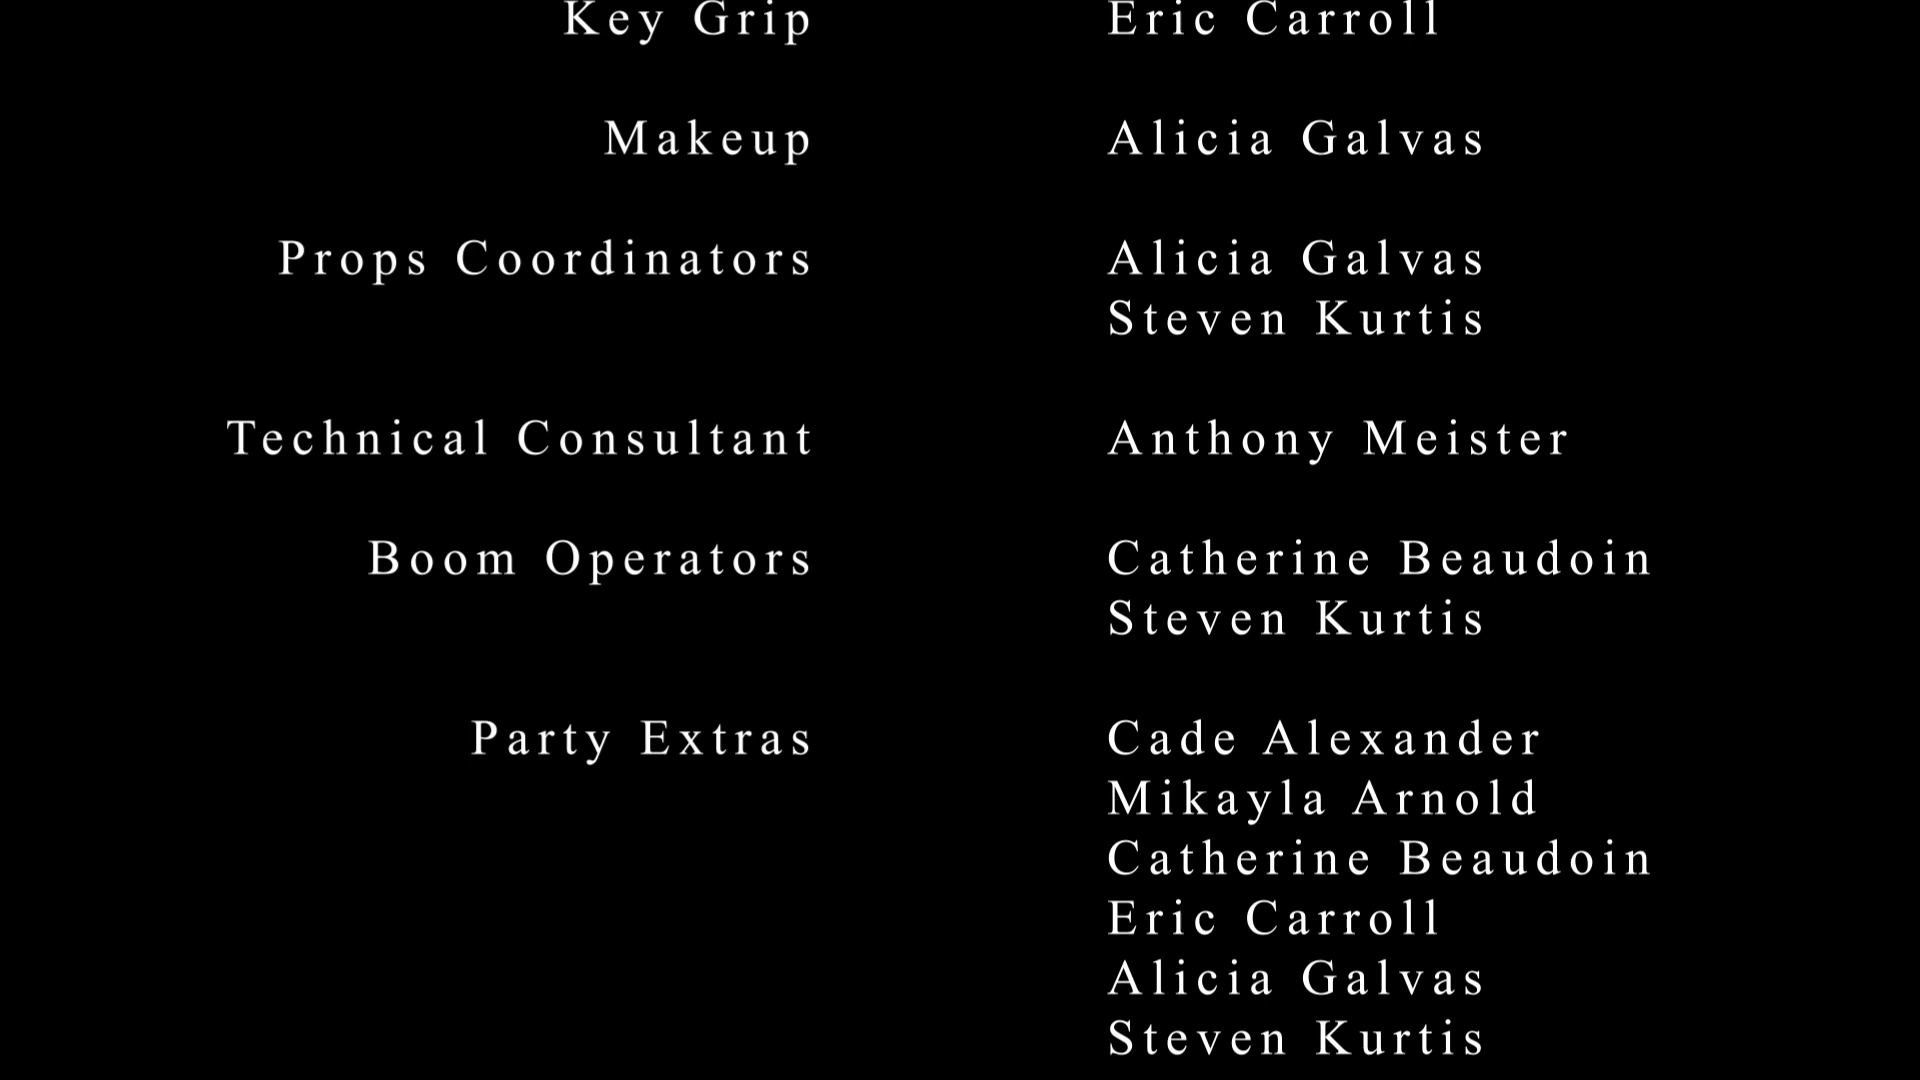 Key Grip Eric Carroll
Makeup Alicia Galvas
Props Coordinators Alicia Galvas
Steven Kurtis
Technical Consultant Anthony Meister
Boom Operators Catherine Beaudoin
Steven Kurtis
Party Extras Cade Alexander
Mikayla Arnold
Catherine Beaudoin
Eric Carroll
Alicia Galvas
Steven Kurtis